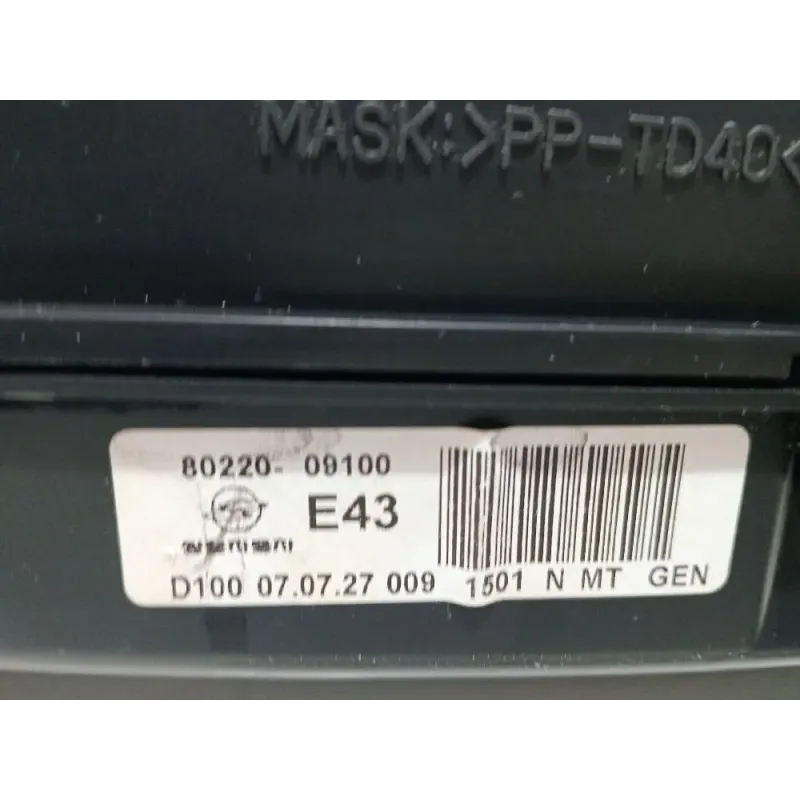 MASK:>PP-TD40<
80220- 09100
E43
D100 07.07.27 009 1501 N MT GEN